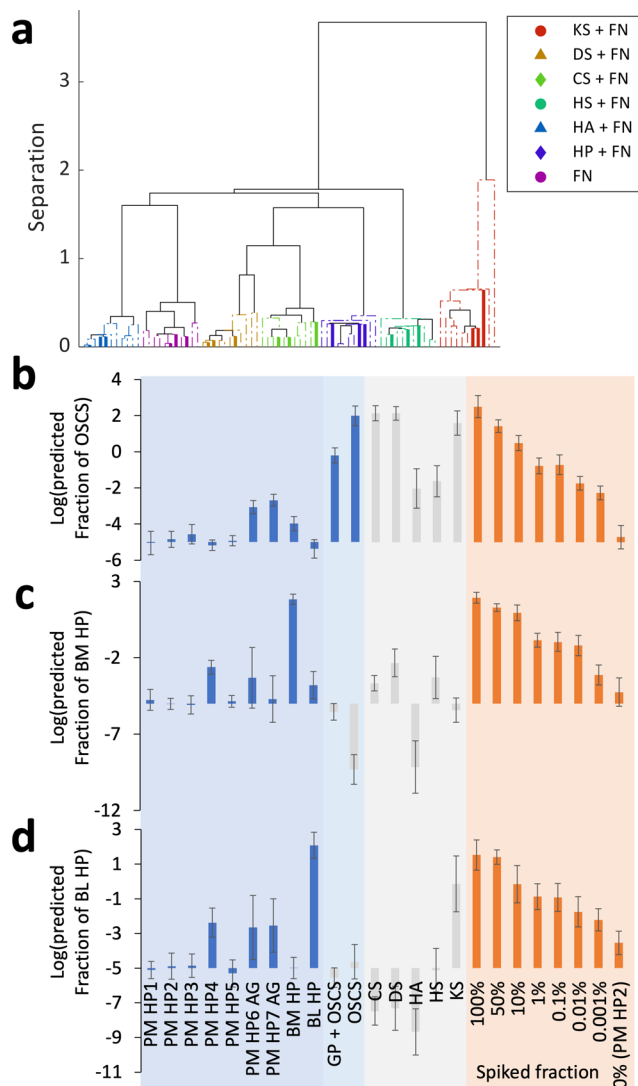 a
Separation
3
2
1
0
KS + FN
DS + FN
CS + FN
HS + FN
HA + FN
HP + FN
FN
b
Log(predicted
Fraction of OSCS)
4
2
0
-2
-4
-6
c
Log(predicted
Fraction of BM HP)
3
-2
-7
-12
d
Log(predicted
Fraction of BL HP)
3
1
-1
-3
-5
-7
-9
-11
PM HP1
PM HP2
PM HP3
PM HP4
PM HP5
PM HP6 AG
PM HP7 AG
BM HP
BL HP
GP + OSCS
OSCS
CS
DS
HA
HS
KS
100%
50%
10%
1%
0.1%
0.01%
0.001%
0% (PM HP2)
Spiked fraction